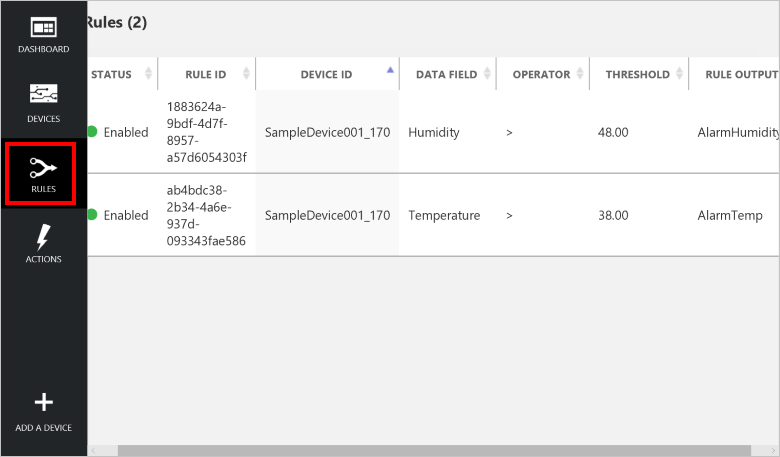 Rules (2)
DASHBOARD
DEVICES
RULES
ACTIONS
ADD A DEVICE
STATUS RULE ID DEVICE ID DATA FIELD OPERATOR THRESHOLD RULE OUTPUT
Enabled 1883624a-9bdf-4d7f-8957-a57d6054303f SampleDevice001_170 Humidity > 48.00 AlarmHumidity
Enabled ab4bdc38-2b34-4a6e-937d-093343fae586 SampleDevice001_170 Temperature > 38.00 AlarmTemp